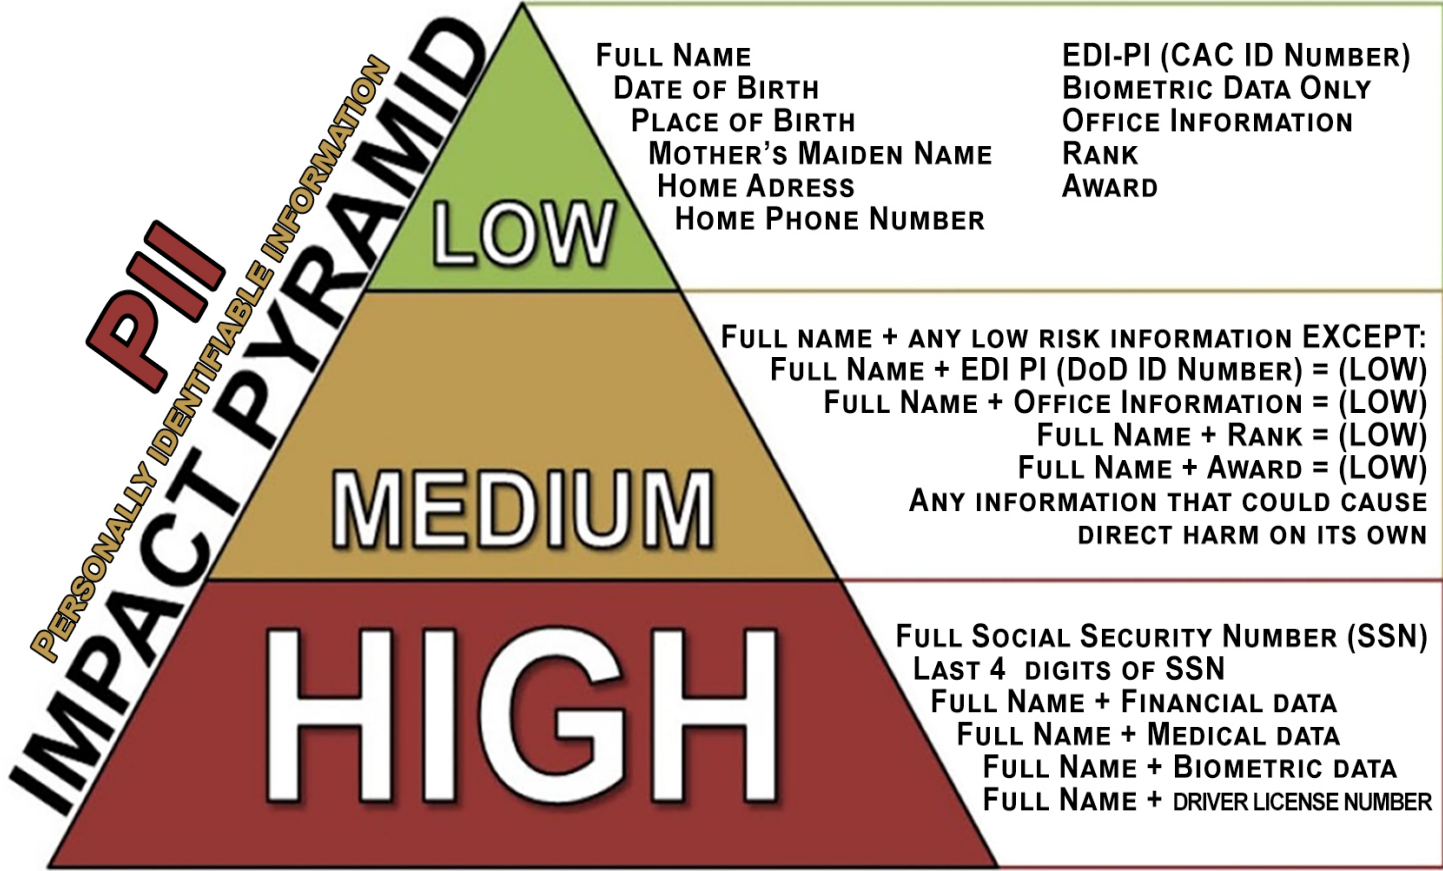 PII
PERSONALLY IDENTIFIABLE INFORMATION
IMPACT PYRAMID
LOW
FULL NAME
DATE OF BIRTH
PLACE OF BIRTH
MOTHER'S MAIDEN NAME
HOME ADRESS
HOME PHONE NUMBER
EDI-PI (CAC ID NUMBER)
BIOMETRIC DATA ONLY
OFFICE INFORMATION
RANK
AWARD
MEDIUM
FULL NAME + ANY LOW RISK INFORMATION EXCEPT:
FULL NAME + EDI PI (DOD ID NUMBER) = (LOW)
FULL NAME + OFFICE INFORMATION = (LOW)
FULL NAME + RANK = (LOW)
FULL NAME + AWARD = (LOW)
ANY INFORMATION THAT COULD CAUSE
DIRECT HARM ON ITS OWN
HIGH
FULL SOCIAL SECURITY NUMBER (SSN)
LAST 4 DIGITS OF SSN
FULL NAME + FINANCIAL DATA
FULL NAME + MEDICAL DATA
FULL NAME + BIOMETRIC DATA
FULL NAME + DRIVER LICENSE NUMBER